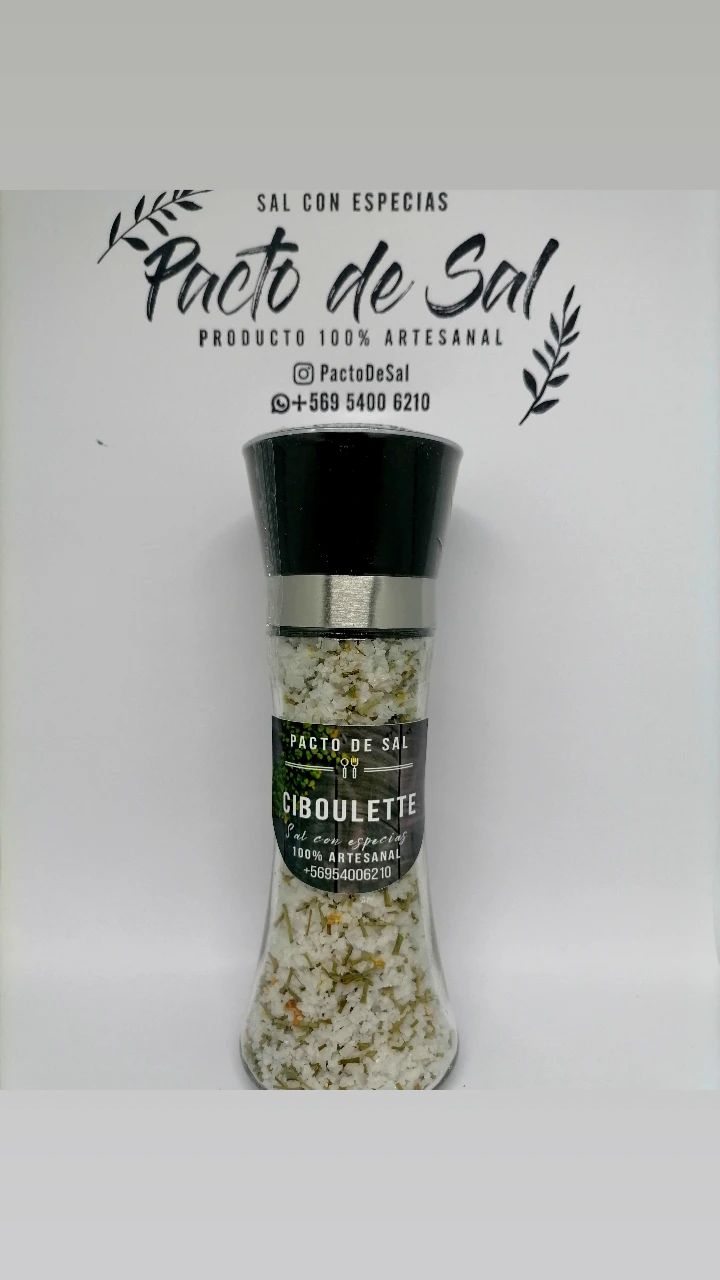 SAL CON ESPECIAS
Pacto de Sal
PRODUCTO 100% ARTESANAL
PactoDeSal
+569 5400 6210
PACTO DE SAL
CIBOULETTE
Sal con especias
100% ARTESANAL
+56954006210